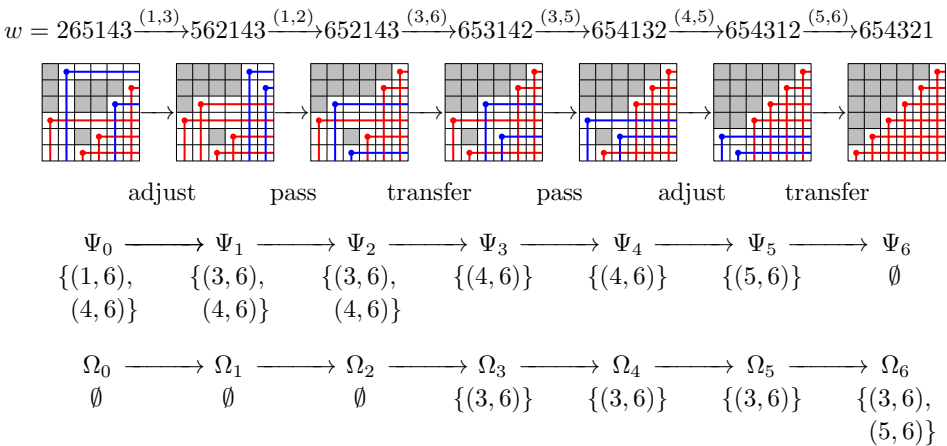 w = 265143 —(1,3)→ 562143 —(1,2)→ 652143 —(3,6)→ 653142 —(3,5)→ 654132 —(4,5)→ 654312 —(5,6)→ 654321
adjust pass transfer pass adjust transfer
Ψ₀ → Ψ₁ → Ψ₂ → Ψ₃ → Ψ₄ → Ψ₅ → Ψ₆
{(1, 6), {(3, 6), {(3, 6), {(4, 6)} {(4, 6)} {(5, 6)} ∅
(4, 6)} (4, 6)} (4, 6)}
Ω₀ → Ω₁ → Ω₂ → Ω₃ → Ω₄ → Ω₅ → Ω₆
∅ ∅ ∅ {(3, 6)} {(3, 6)} {(3, 6)} {(3, 6),
(5, 6)}